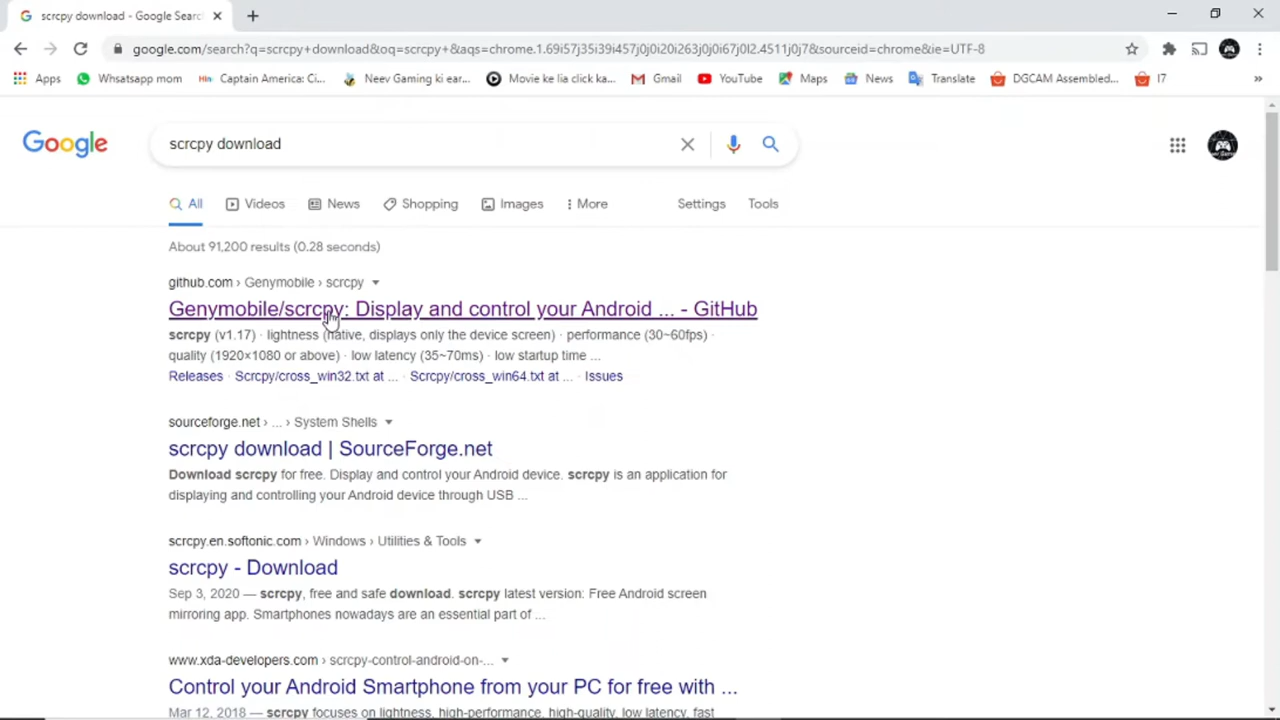 scrcpy download - Google Searc
google.com/search?q=scrcpy+download&oq=scrcpy+&aqs=chrome.1.69i57j35i39i457j0j0i20i263j0j0i67j0l2.4511j0j7&sourceid=chrome&ie=UTF-8
Apps Whsatsapp mom Captain America: Ci... Neev Gaming ki ear... Movie ke lia click ka... Gmail YouTube Maps News Translate DGCAM Assembled... I7 »
Google scrcpy download
All Videos News Shopping Images More Settings Tools
About 91,200 results (0.28 seconds)
github.com › Genymobile › scrcpy
Genymobile/scrcpy: Display and control your Android ... - GitHub
scrcpy (v1.17) · lightness (native, displays only the device screen) · performance (30~60fps) ·
quality (1920×1080 or above) · low latency (35~70ms) · low startup time ...
Releases · Scrcpy/cross_win32.txt at ... · Scrcpy/cross_win64.txt at ... · Issues
sourceforge.net › ... › System Shells
scrcpy download | SourceForge.net
Download scrcpy for free. Display and control your Android device. scrcpy is an application for
displaying and controlling your Android device through USB ...
scrcpy.en.softonic.com › Windows › Utilities & Tools
scrcpy - Download
Sep 3, 2020 — scrcpy, free and safe download. scrcpy latest version: Free Android screen
mirroring app. Smartphones nowadays are an essential part of ...
www.xda-developers.com › scrcpy-control-android-on-...
Control your Android Smartphone from your PC for free with ...
Mar 12, 2018 — scrcpy focuses on lightness, high-performance, high-quality, low latency, fast